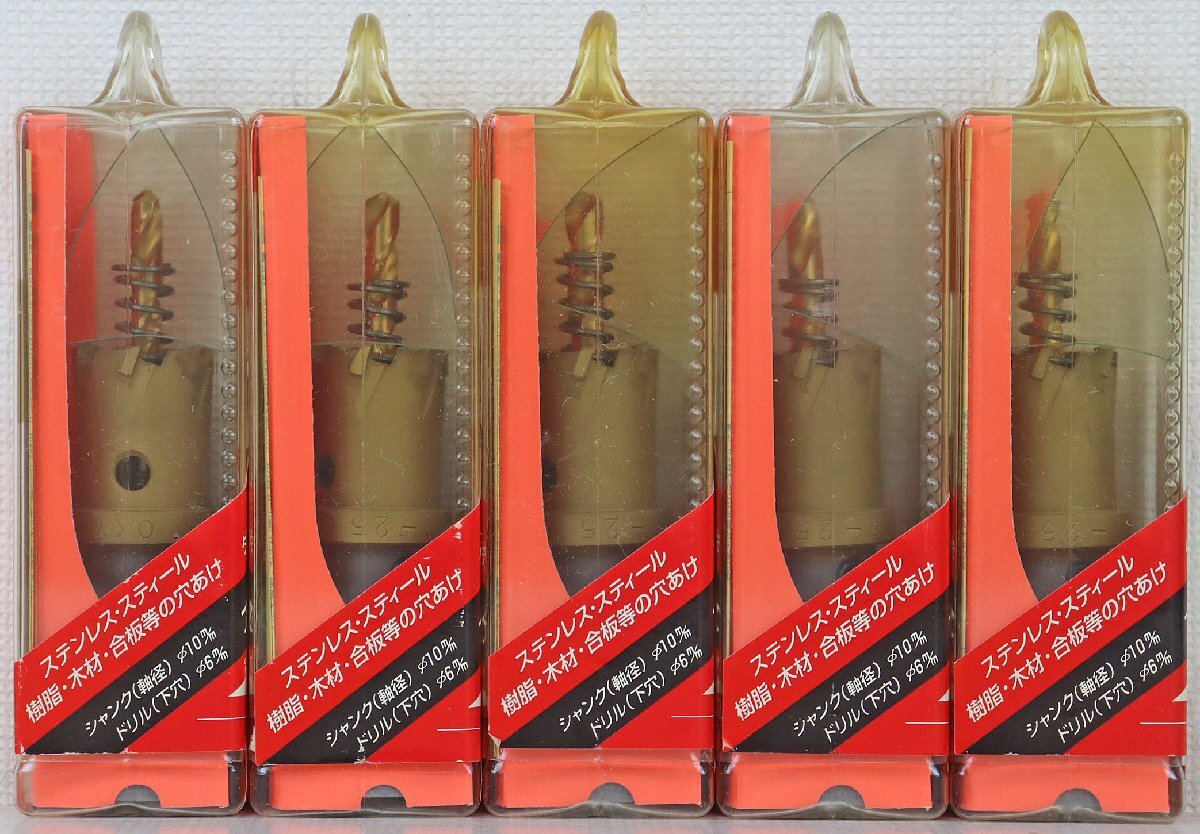 OK
25
25
25
25
ステンレス・スティール
樹脂・木材・合板等の穴あけ
シャンク(軸径) φ10㎜
ドリル(下穴) φ6㎜
ステンレス・スティール
樹脂・木材・合板等の穴あけ
シャンク(軸径) φ10㎜
ドリル(下穴) φ6㎜
ステンレス・スティール
樹脂・木材・合板等の穴あけ
シャンク(軸径) φ10㎜
ドリル(下穴) φ6㎜
ステンレス・スティール
樹脂・木材・合板等の穴あけ
シャンク(軸径) φ10㎜
ドリル(下穴) φ6㎜
ステンレス・スティール
樹脂・木材・合板等の穴あけ
シャンク(軸径) φ10㎜
ドリル(下穴) φ6㎜